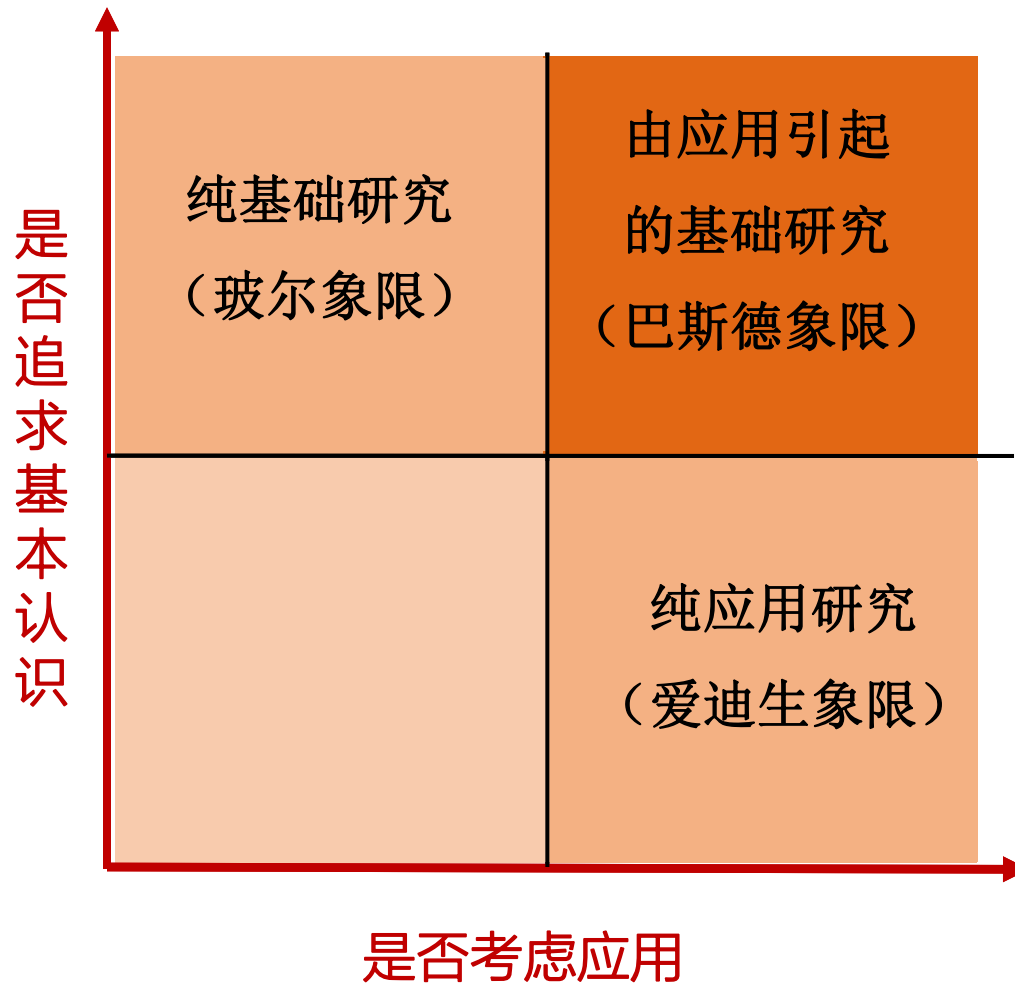 是否追求基本认识
纯基础研究
（玻尔象限）
由应用引起
的基础研究
（巴斯德象限）
纯应用研究
（爱迪生象限）
是否考虑应用